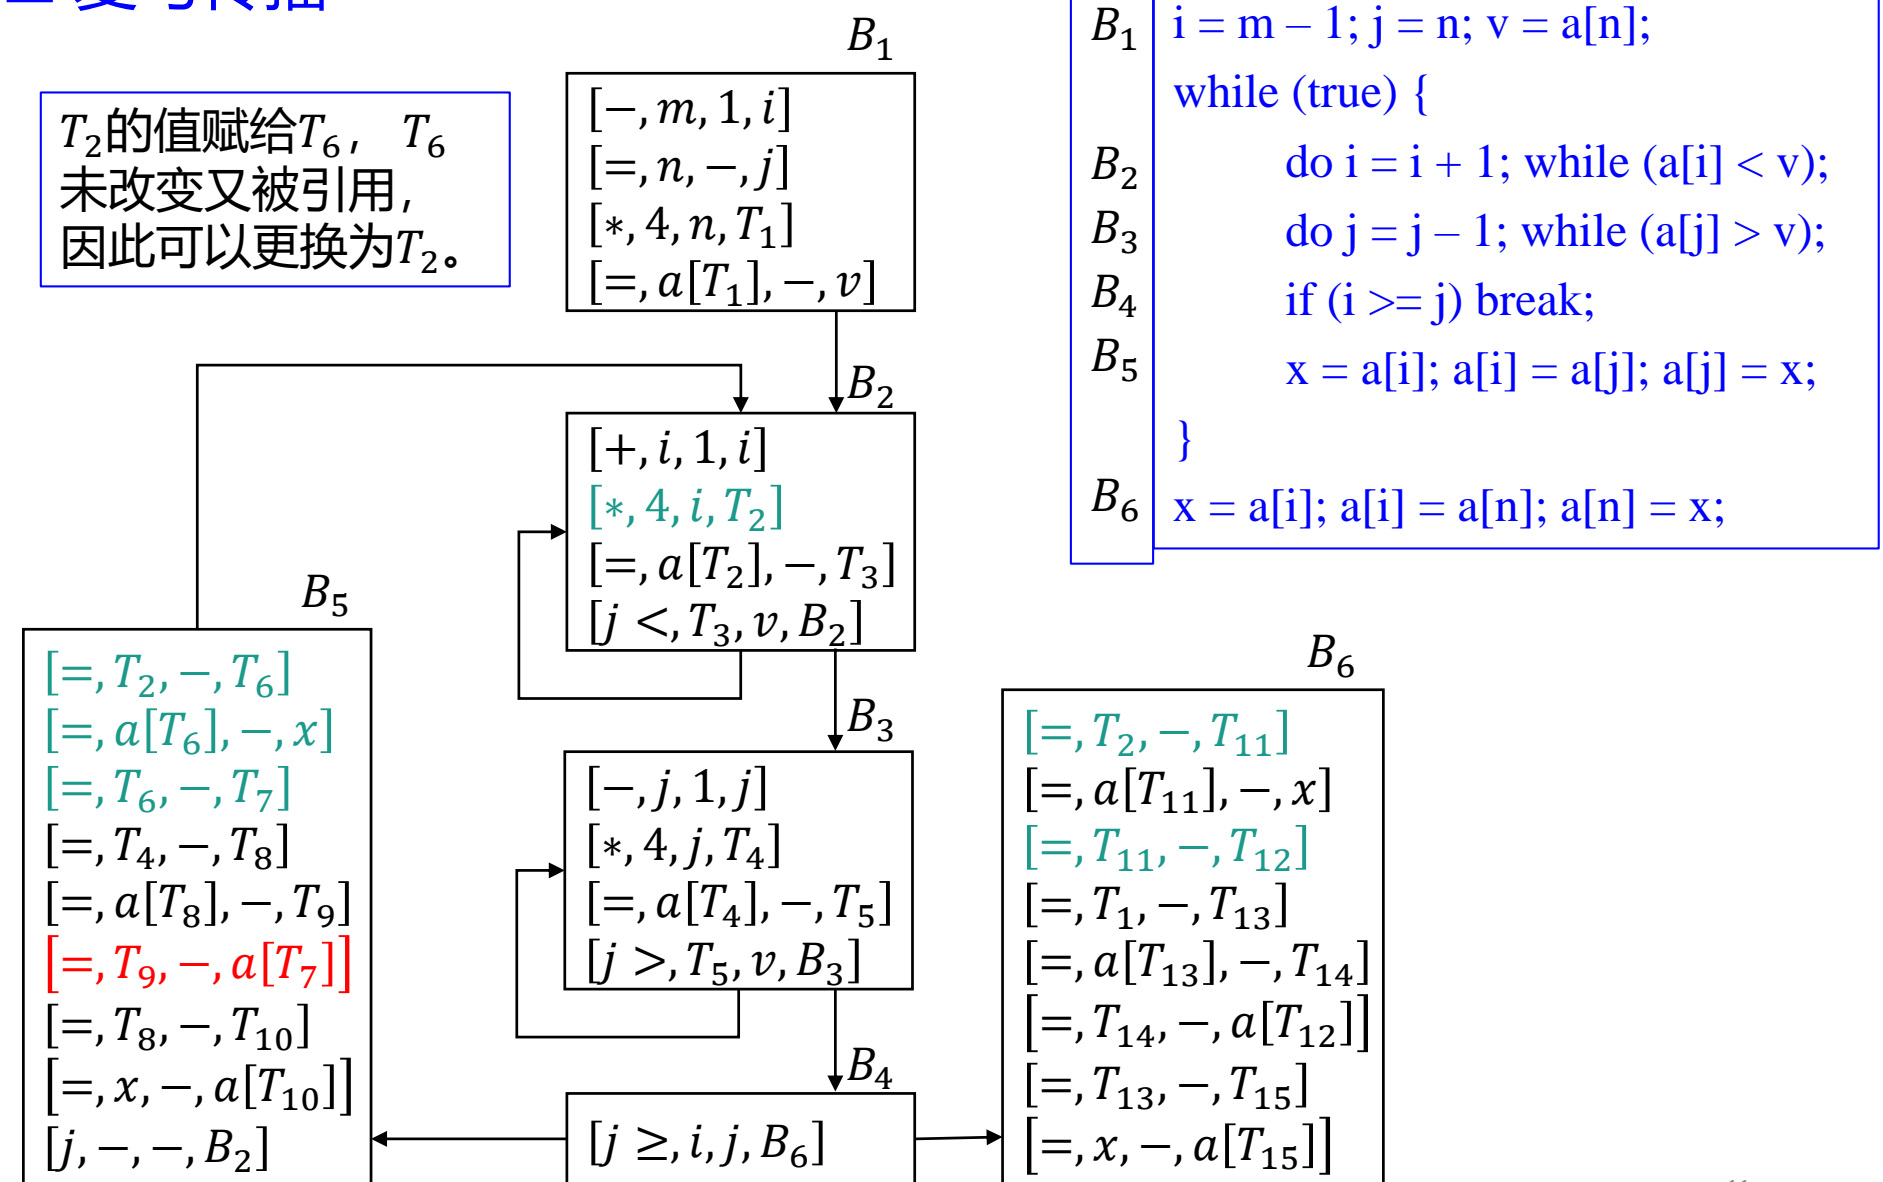 复写传播
T₂的值赋给T₆， T₆
未改变又被引用，
因此可以更换为T₂。
B₁
[−, m, 1, i]
[=, n, −, j]
[∗, 4, n, T₁]
[=, a[T₁], −, v]
B₂
[+, i, 1, i]
[∗, 4, i, T₂]
[=, a[T₂], −, T₃]
[j <, T₃, v, B₂]
B₃
[−, j, 1, j]
[∗, 4, j, T₄]
[=, a[T₄], −, T₅]
[j >, T₅, v, B₃]
B₄
[j ≥, i, j, B₆]
B₅
[=, T₂, −, T₆]
[=, a[T₆], −, x]
[=, T₆, −, T₇]
[=, T₄, −, T₈]
[=, a[T₈], −, T₉]
[=, T₉, −, a[T₇]]
[=, T₈, −, T₁₀]
[=, x, −, a[T₁₀]]
[j, −, −, B₂]
B₆
[=, T₂, −, T₁₁]
[=, a[T₁₁], −, x]
[=, T₁₁, −, T₁₂]
[=, T₁, −, T₁₃]
[=, a[T₁₃], −, T₁₄]
[=, T₁₄, −, a[T₁₂]]
[=, T₁₃, −, T₁₅]
[=, x, −, a[T₁₅]]
B₁ i = m – 1; j = n; v = a[n];
while (true) {
B₂ do i = i + 1; while (a[i] < v);
B₃ do j = j – 1; while (a[j] > v);
B₄ if (i >= j) break;
B₅ x = a[i]; a[i] = a[j]; a[j] = x;
}
B₆ x = a[i]; a[i] = a[n]; a[n] = x;